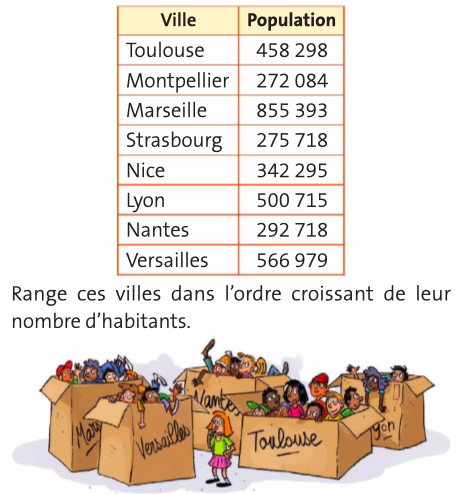 Ville Population
Toulouse 458 298
Montpellier 272 084
Marseille 855 393
Strasbourg 275 718
Nice 342 295
Lyon 500 715
Nantes 292 718
Versailles 566 979
Range ces villes dans l’ordre croissant de leur
nombre d’habitants.
Nantes
Mars
Versailles
Toulouse
yon